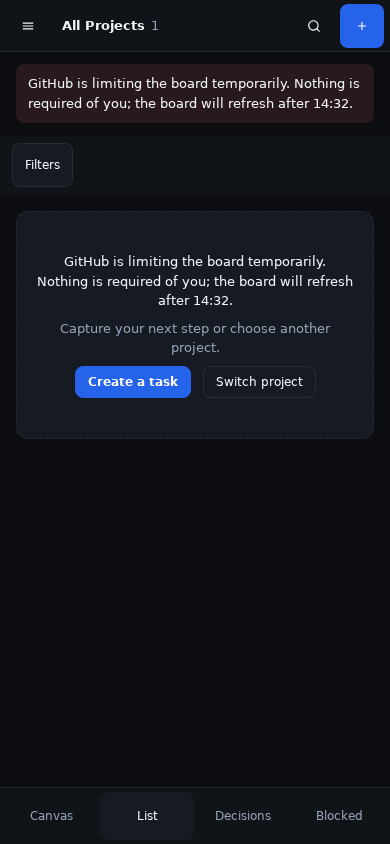 All Projects 1
GitHub is limiting the board temporarily. Nothing is
required of you; the board will refresh after 14:32.
Filters
GitHub is limiting the board temporarily.
Nothing is required of you; the board will refresh
after 14:32.
Capture your next step or choose another
project.
Create a task Switch project
Canvas List Decisions Blocked